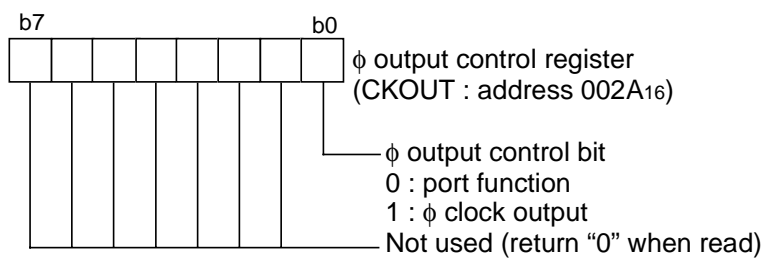 b7 b0
ϕ output control register
(CKOUT : address 002A16)
ϕ output control bit
0 : port function
1 : ϕ clock output
Not used (return “0” when read)